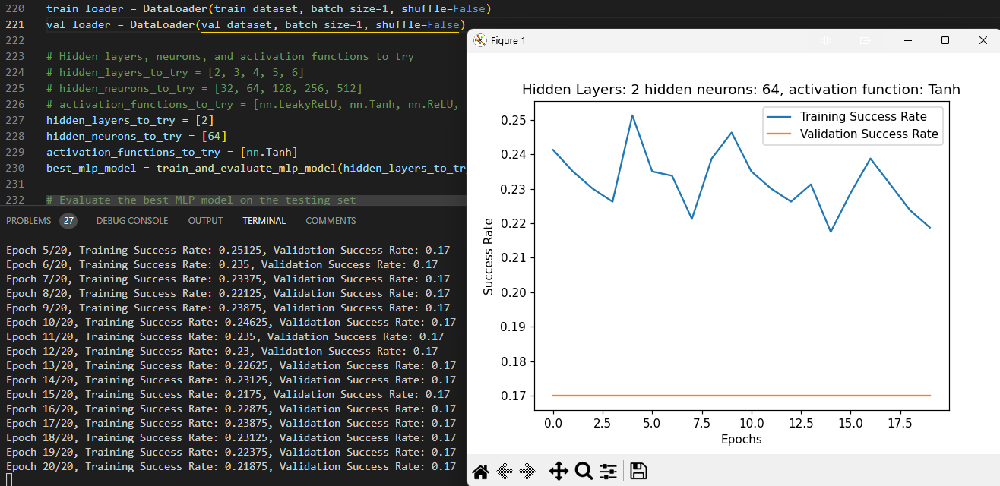 220 train_loader = DataLoader(train_dataset, batch_size=1, shuffle=False)
221 val_loader = DataLoader(val_dataset, batch_size=1, shuffle=False)
222
223 # Hidden layers, neurons, and activation functions to try
224 # hidden_layers_to_try = [2, 3, 4, 5, 6]
225 # hidden_neurons_to_try = [32, 64, 128, 256, 512]
226 # activation_functions_to_try = [nn.LeakyReLU, nn.Tanh, nn.ReLU,
227 hidden_layers_to_try = [2]
228 hidden_neurons_to_try = [64]
229 activation_functions_to_try = [nn.Tanh]
230 best_mlp_model = train_and_evaluate_mlp_model(hidden_layers_to_try
231
232 # Evaluate the best MLP model on the testing set
PROBLEMS 27 DEBUG CONSOLE OUTPUT TERMINAL COMMENTS
Epoch 5/20, Training Success Rate: 0.25125, Validation Success Rate: 0.17
Epoch 6/20, Training Success Rate: 0.235, Validation Success Rate: 0.17
Epoch 7/20, Training Success Rate: 0.23375, Validation Success Rate: 0.17
Epoch 8/20, Training Success Rate: 0.22125, Validation Success Rate: 0.17
Epoch 9/20, Training Success Rate: 0.23875, Validation Success Rate: 0.17
Epoch 10/20, Training Success Rate: 0.24625, Validation Success Rate: 0.17
Epoch 11/20, Training Success Rate: 0.235, Validation Success Rate: 0.17
Epoch 12/20, Training Success Rate: 0.23, Validation Success Rate: 0.17
Epoch 13/20, Training Success Rate: 0.22625, Validation Success Rate: 0.17
Epoch 14/20, Training Success Rate: 0.23125, Validation Success Rate: 0.17
Epoch 15/20, Training Success Rate: 0.2175, Validation Success Rate: 0.17
Epoch 16/20, Training Success Rate: 0.22875, Validation Success Rate: 0.17
Epoch 17/20, Training Success Rate: 0.23875, Validation Success Rate: 0.17
Epoch 18/20, Training Success Rate: 0.23125, Validation Success Rate: 0.17
Epoch 19/20, Training Success Rate: 0.22375, Validation Success Rate: 0.17
Epoch 20/20, Training Success Rate: 0.21875, Validation Success Rate: 0.17
Figure 1
Hidden Layers: 2 hidden neurons: 64, activation function: Tanh
Training Success Rate
Validation Success Rate
Success Rate
0.25
0.24
0.23
0.22
0.21
0.20
0.19
0.18
0.17
0.0 2.5 5.0 7.5 10.0 12.5 15.0 17.5
Epochs